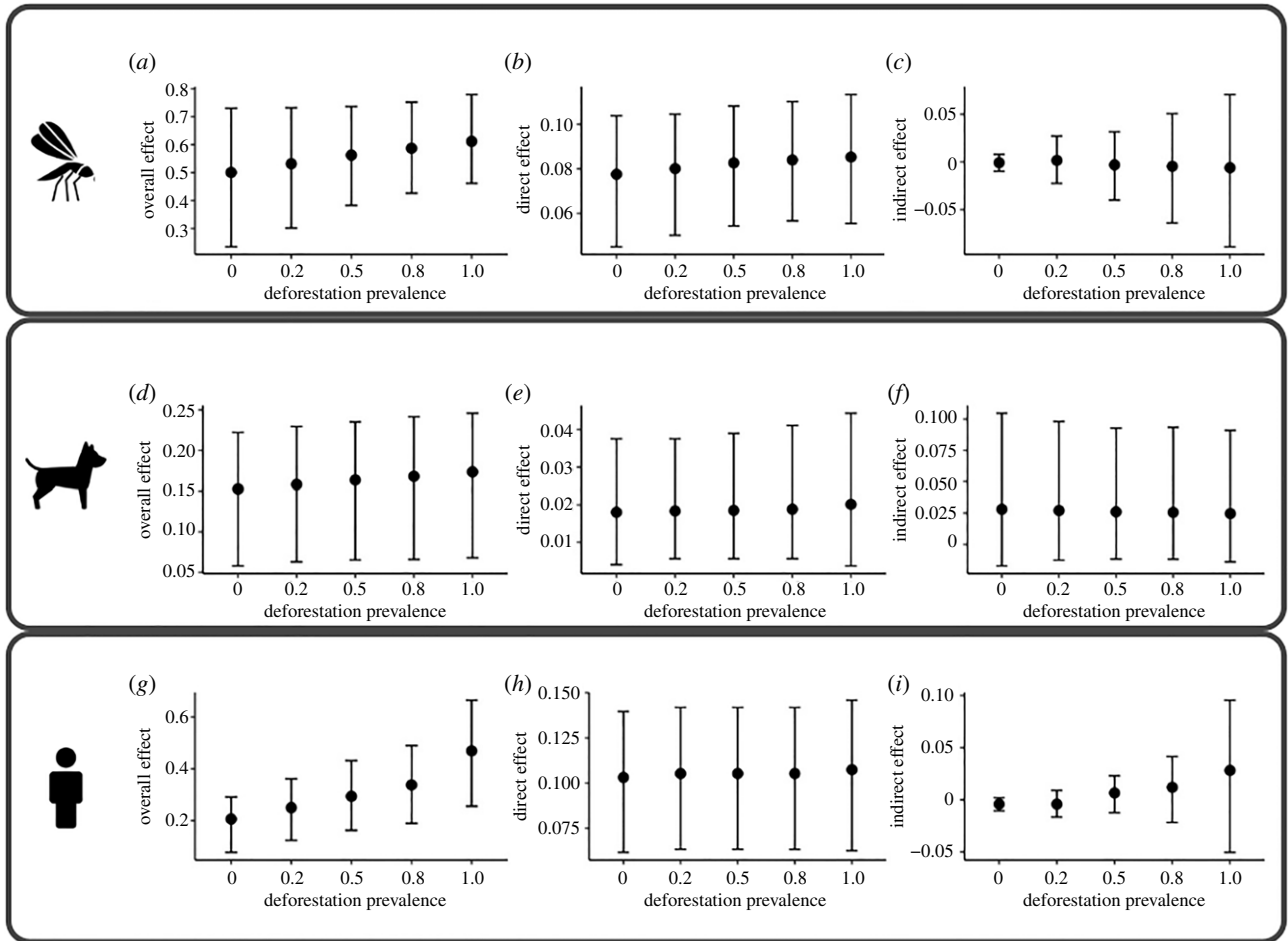 (a)
overall effect
0.8
0.7
0.6
0.5
0.4
0.3
0 0.2 0.5 0.8 1.0
deforestation prevalence
(b)
direct effect
0.10
0.08
0.06
0 0.2 0.5 0.8 1.0
deforestation prevalence
(c)
indirect effect
0.05
0
−0.05
0 0.2 0.5 0.8 1.0
deforestation prevalence
(d)
overall effect
0.25
0.20
0.15
0.10
0.05
0 0.2 0.5 0.8 1.0
deforestation prevalence
(e)
direct effect
0.04
0.03
0.02
0.01
0 0.2 0.5 0.8 1.0
deforestation prevalence
(f)
indirect effect
0.100
0.075
0.050
0.025
0
0 0.2 0.5 0.8 1.0
deforestation prevalence
(g)
overall effect
0.6
0.4
0.2
0 0.2 0.5 0.8 1.0
deforestation prevalence
(h)
direct effect
0.150
0.125
0.100
0.075
0 0.2 0.5 0.8 1.0
deforestation prevalence
(i)
indirect effect
0.10
0.05
0
−0.05
0 0.2 0.5 0.8 1.0
deforestation prevalence